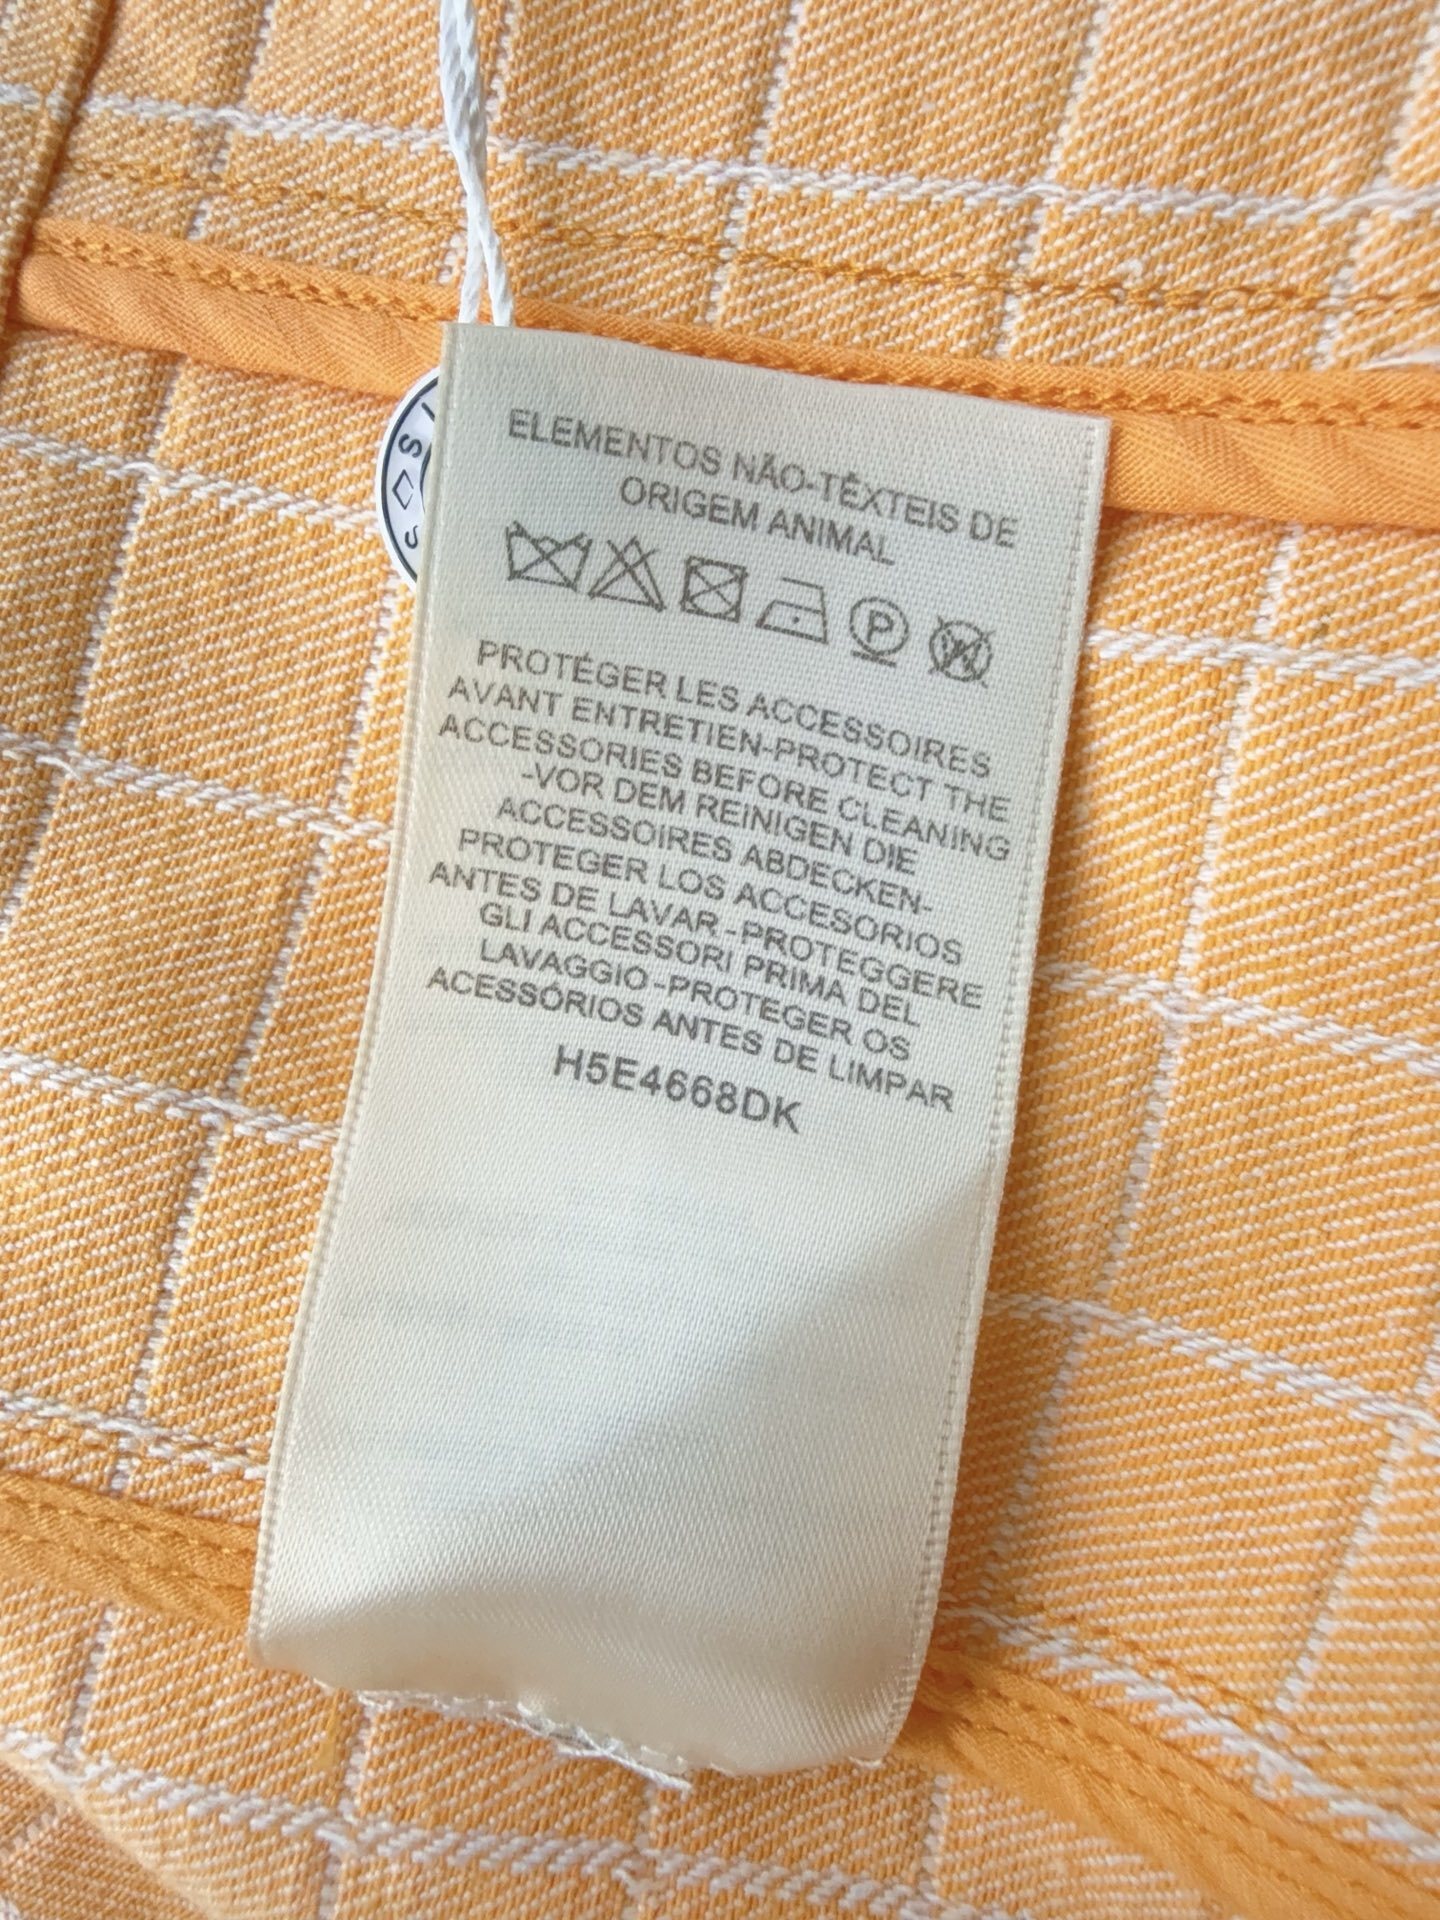 ELEMENTOS NÃO-TÊXTEIS DE
ORIGEM ANIMAL
P W
PROTÉGER LES ACCESSOIRES
AVANT ENTRETIEN-PROTECT THE
ACCESSORIES BEFORE CLEANING
-VOR DEM REINIGEN DIE
ACCESSOIRES ABDECKEN-
PROTEGER LOS ACCESORIOS
ANTES DE LAVAR -PROTEGGERE
GLI ACCESSORI PRIMA DEL
LAVAGGIO-PROTEGER OS
ACESSÓRIOS ANTES DE LIMPAR
H5E4668DK